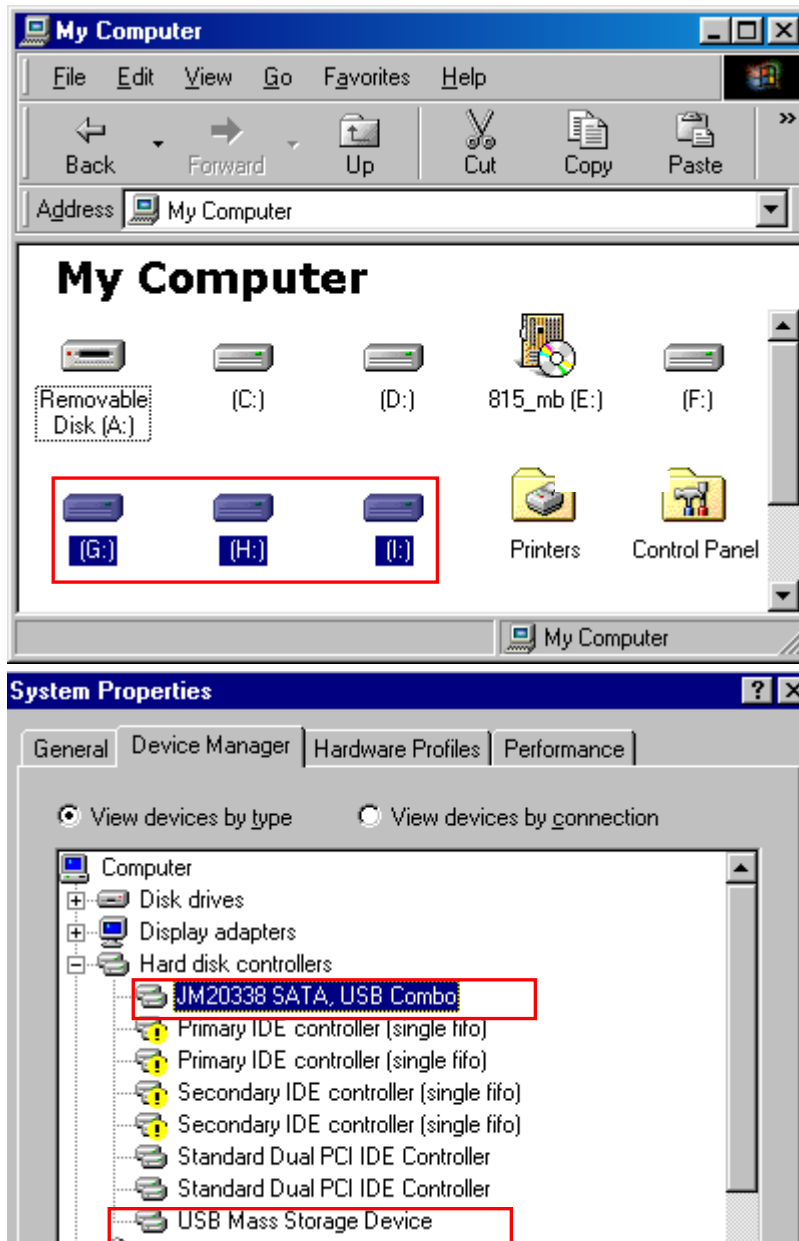 My Computer
File Edit View Go Favorites Help
Back Forward Up Cut Copy Paste »
Address My Computer
My Computer
Removable Disk (A:) (C:) (D:) 815_mb (E:) (F:)
(G:) (H:) (I:) Printers Control Panel
My Computer
System Properties
General Device Manager Hardware Profiles Performance
View devices by type View devices by connection
Computer
Disk drives
Display adapters
Hard disk controllers
JM20338 SATA, USB Combo
Primary IDE controller (single fifo)
Primary IDE controller (single fifo)
Secondary IDE controller (single fifo)
Secondary IDE controller (single fifo)
Standard Dual PCI IDE Controller
Standard Dual PCI IDE Controller
USB Mass Storage Device